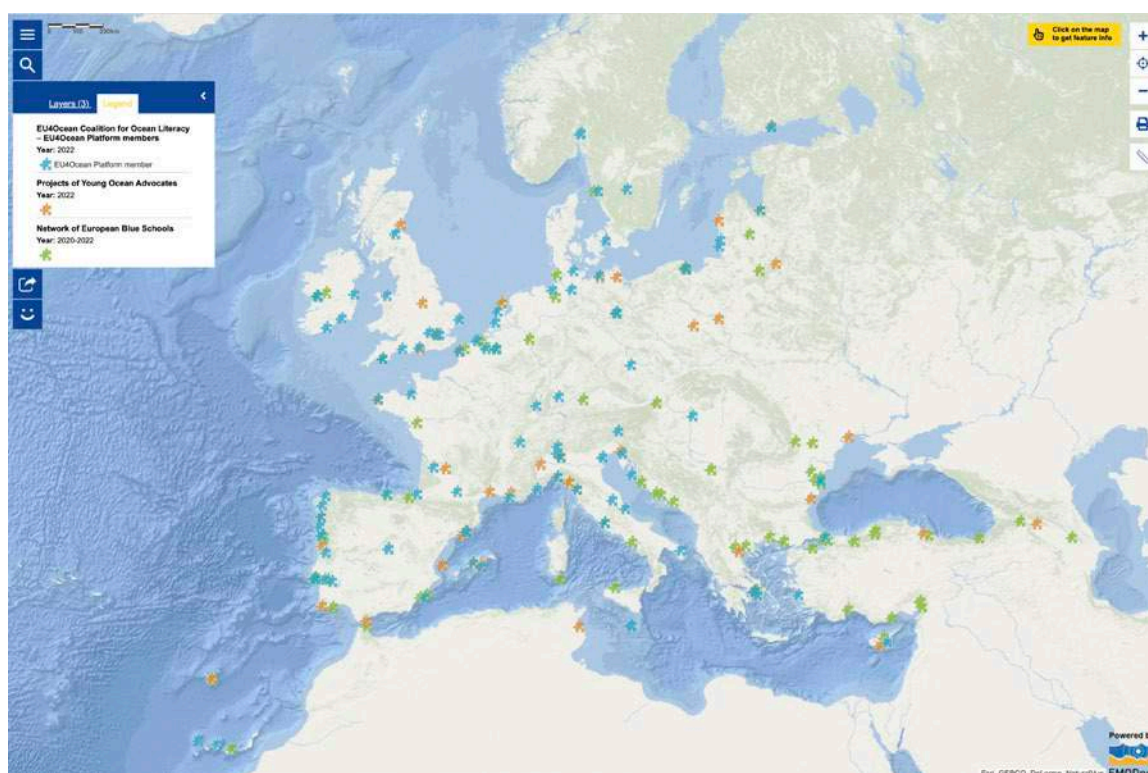 Click on the map
to get feature info
Layers (3) Legend
EU4Ocean Coalition for Ocean Literacy
– EU4Ocean Platform members
Year: 2022
EU4Ocean Platform member
Projects of Young Ocean Advocates
Year: 2022
Network of European Blue Schools
Year: 2020-2022
Powered b